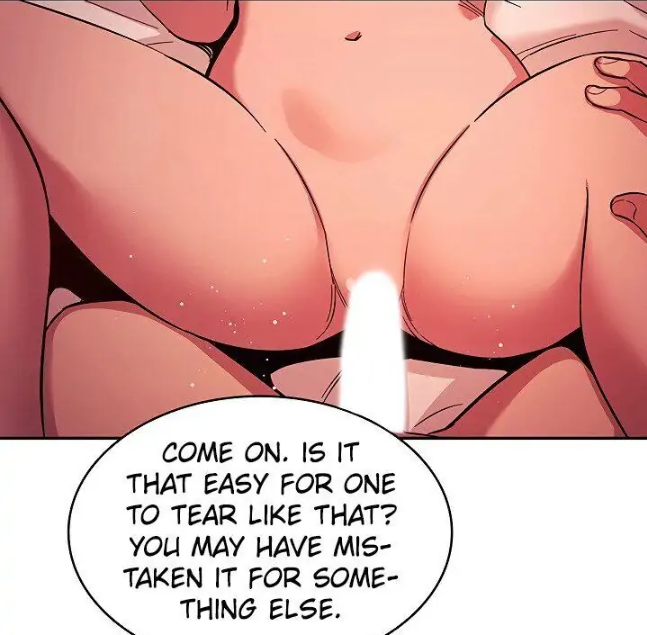 COME ON. IS IT
THAT EASY FOR ONE
TO TEAR LIKE THAT?
YOU MAY HAVE MIS-
TAKEN IT FOR SOME-
THING ELSE.